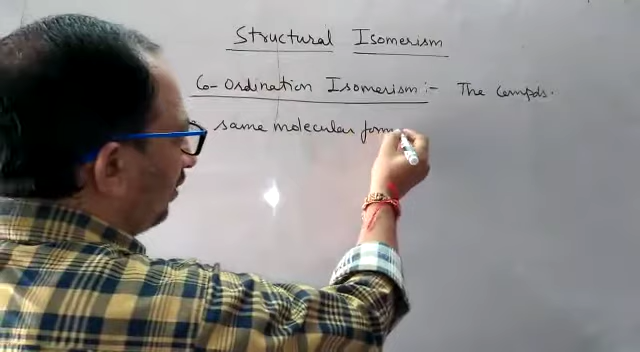 Structural Isomerism
Co-Ordination Isomerism :- The Compds.
same molecular form